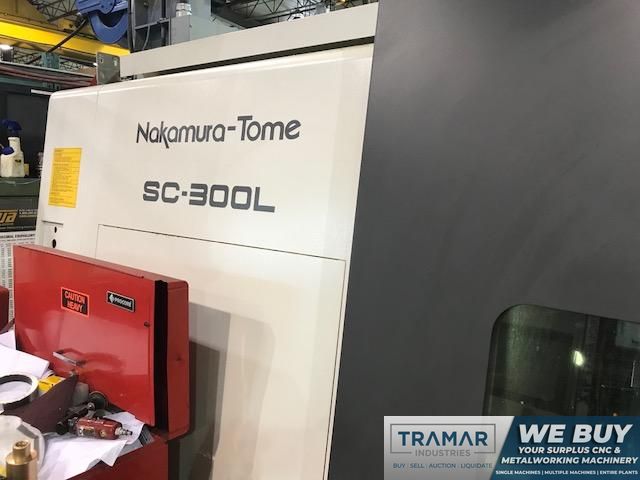 Nakamura-Tome
SC-300L
CAUTION
HEAVY
PROCUNIER
TRAMAR
INDUSTRIES
BUY | SELL | AUCTION | LIQUIDATE
WE BUY
YOUR SURPLUS CNC &
METALWORKING MACHINERY
SINGLE MACHINES | MULTIPLE MACHINES | ENTIRE PLANTS